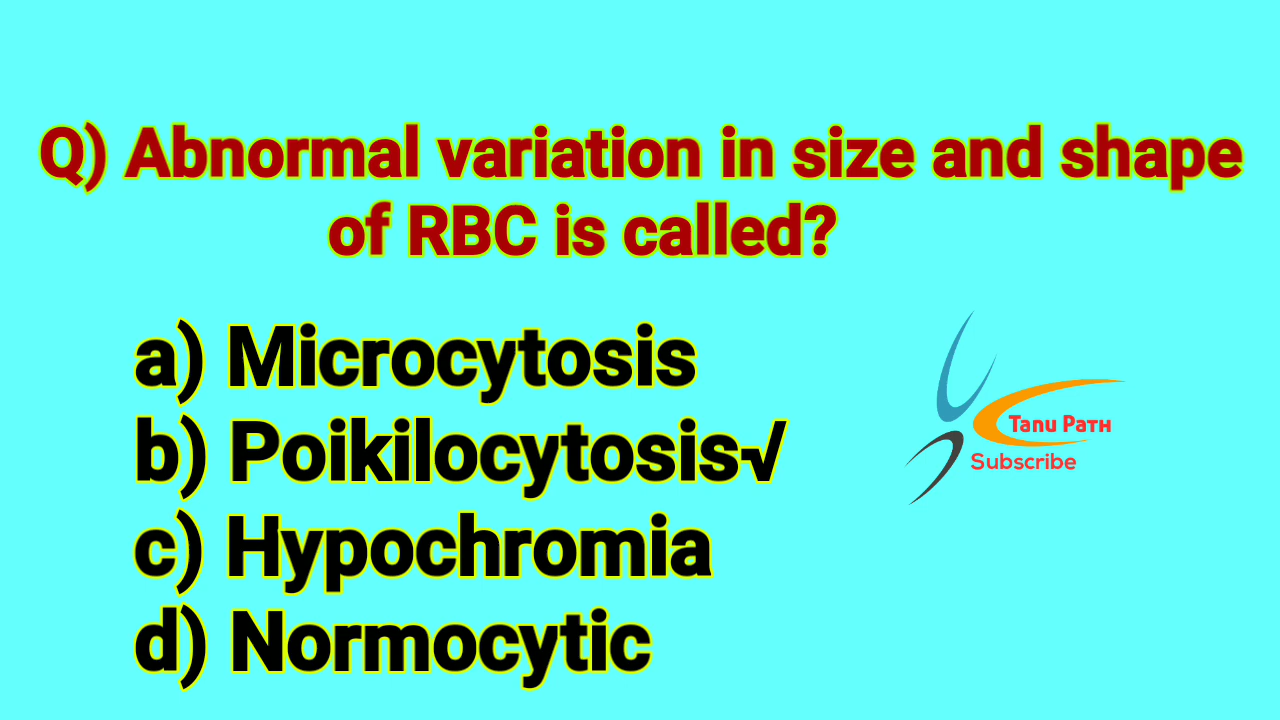 Q) Abnormal variation in size and shape
of RBC is called?
a) Microcytosis
b) Poikilocytosis√
c) Hypochromia
d) Normocytic
Tanu Path
Subscribe